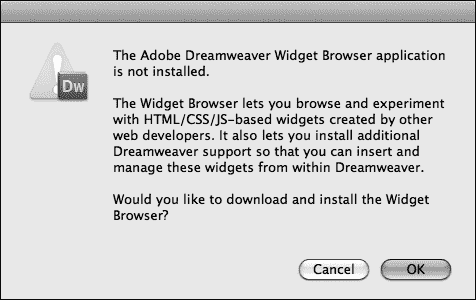 Dw
The Adobe Dreamweaver Widget Browser application
is not installed.
The Widget Browser lets you browse and experiment
with HTML/CSS/JS-based widgets created by other
web developers. It also lets you install additional
Dreamweaver support so that you can insert and
manage these widgets from within Dreamweaver.
Would you like to download and install the Widget
Browser?
Cancel OK